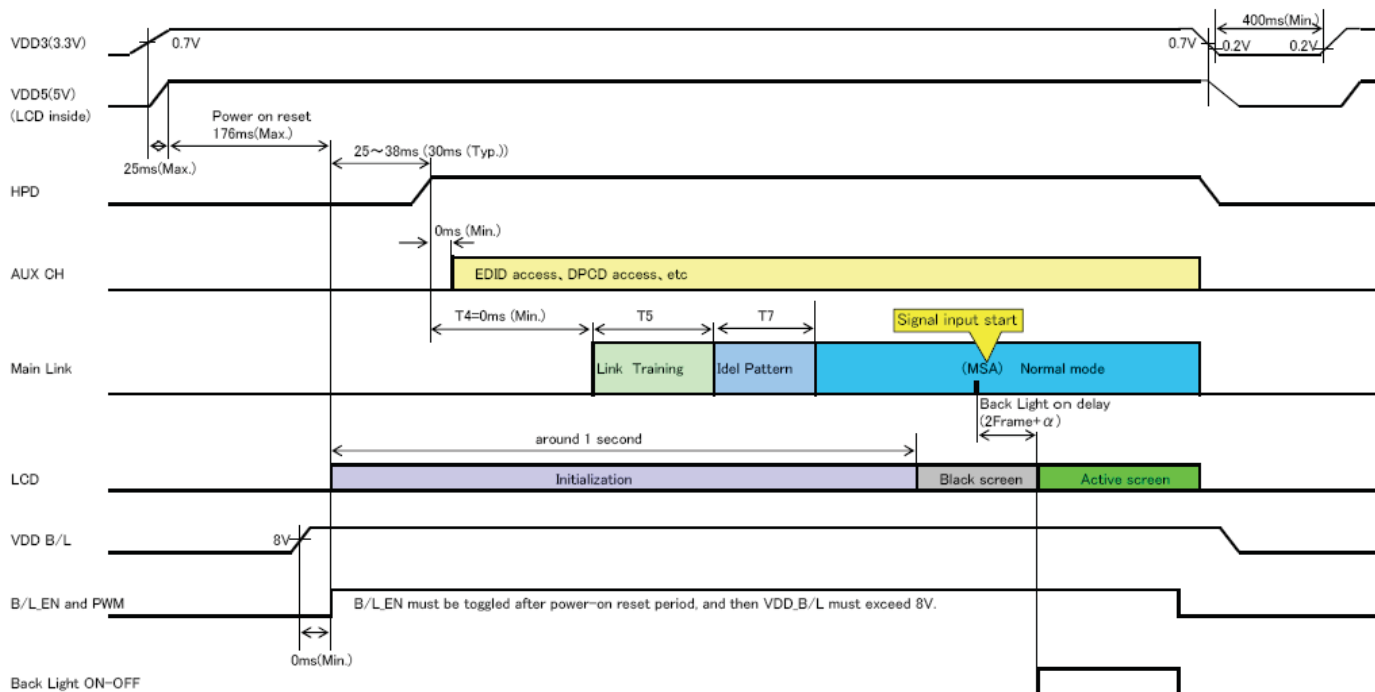 VDD3(3.3V)
0.7V
0.7V
400ms(Min.)
0.2V
0.2V
VDD5(5V)
(LCD inside)
Power on reset
176ms(Max.)
25ms(Max.)
25～38ms (30ms (Typ.))
HPD
0ms (Min.)
AUX CH
EDID access、DPCD access、etc
T4=0ms (Min.)
T5
T7
Signal input start
Main Link
Link Training
Idel Pattern
(MSA) Normal mode
Back Light on delay
(2Frame+α)
around 1 second
LCD
Initialization
Black screen
Active screen
VDD B/L
8V
B/L_EN and PWM
B/L_EN must be toggled after power-on reset period, and then VDD_B/L must exceed 8V.
0ms(Min.)
Back Light ON-OFF